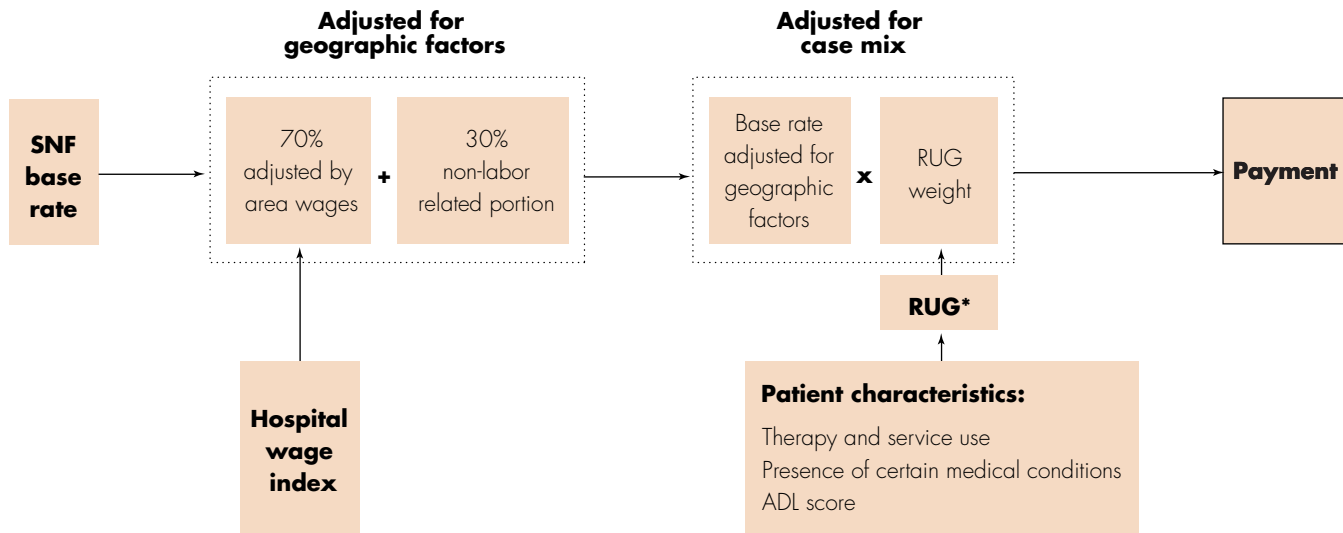 Adjusted for
geographic factors
Adjusted for
case mix
SNF
base
rate
70%
adjusted by
area wages
+
30%
non-labor
related portion
Base rate
adjusted for
geographic
factors
x
RUG
weight
Payment
RUG*
Hospital
wage
index
Patient characteristics:
Therapy and service use
Presence of certain medical conditions
ADL score